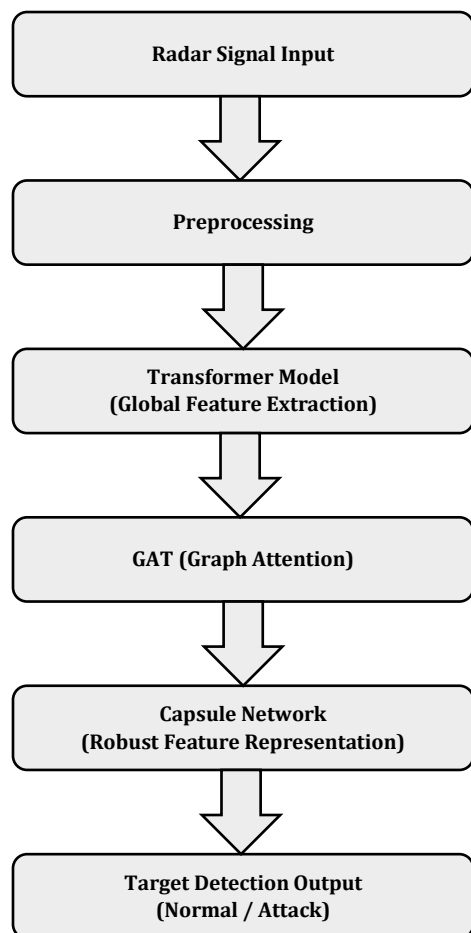 Radar Signal Input
Preprocessing
Transformer Model
(Global Feature Extraction)
GAT (Graph Attention)
Capsule Network
(Robust Feature Representation)
Target Detection Output
(Normal / Attack)